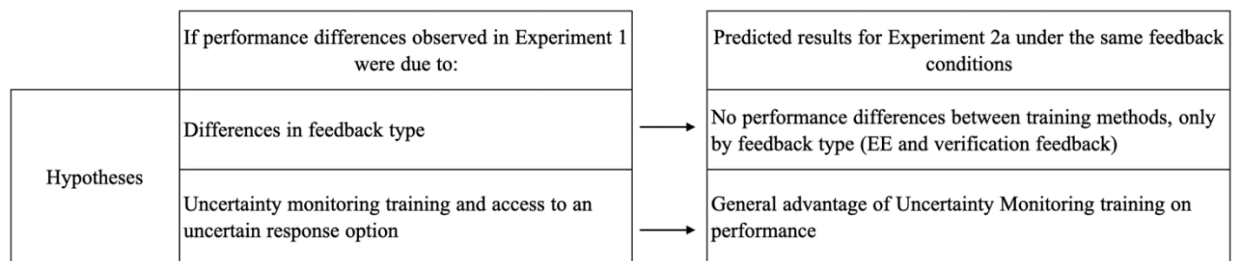 If performance differences observed in Experiment 1
were due to:
Predicted results for Experiment 2a under the same feedback
conditions
Hypotheses
Differences in feedback type
No performance differences between training methods, only
by feedback type (EE and verification feedback)
Uncertainty monitoring training and access to an
uncertain response option
General advantage of Uncertainty Monitoring training on
performance